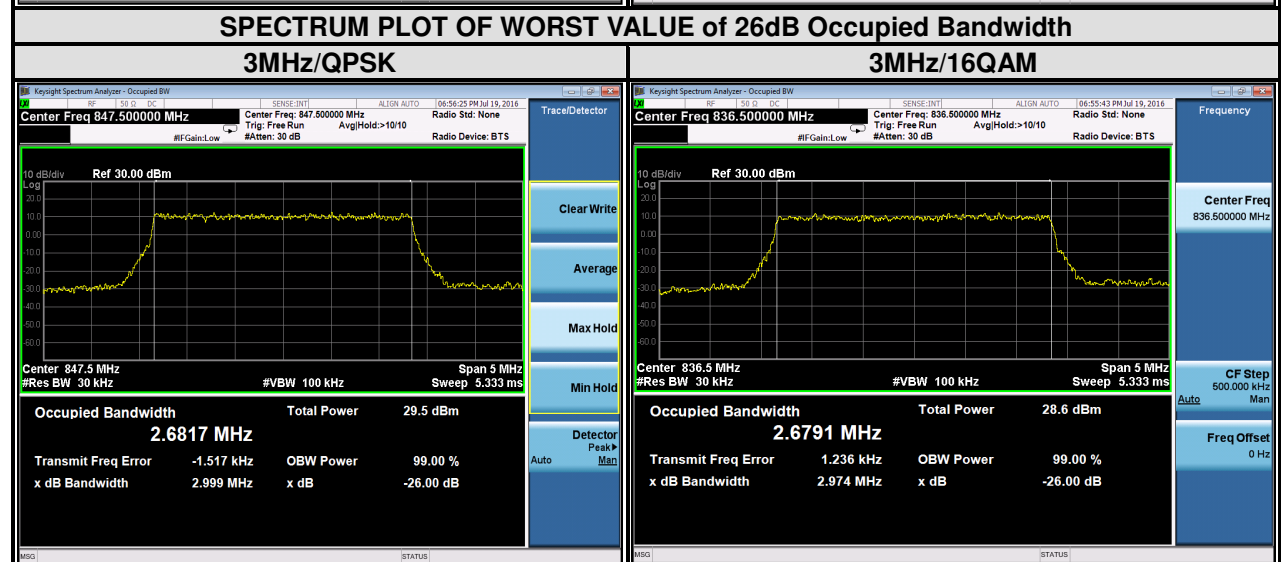 SPECTRUM PLOT OF WORST VALUE of 26dB Occupied Bandwidth
3MHz/QPSK
Keysight Spectrum Analyzer - Occupied BW
LXI RF 50 Ω DC SENSE:INT ALIGN AUTO 06:56:25 PM Jul 19, 2016
Center Freq 847.500000 MHz
Center Freq: 847.500000 MHz
Radio Std: None
Trig: Free Run Avg|Hold:>10/10
#IFGain:Low #Atten: 30 dB Radio Device: BTS
10 dB/div Ref 30.00 dBm
Log
20.0
10.0
0.00
-10.0
-20.0
-30.0
-40.0
-50.0
-60.0
Center 847.5 MHz Span 5 MHz
#Res BW 30 kHz #VBW 100 kHz Sweep 5.333 ms
Occupied Bandwidth Total Power 29.5 dBm
2.6817 MHz
Transmit Freq Error -1.517 kHz OBW Power 99.00 %
x dB Bandwidth 2.999 MHz x dB -26.00 dB
MSG STATUS
Trace/Detector
Clear Write
Average
Max Hold
Min Hold
Detector
Peak▶
Auto Man
3MHz/16QAM
Keysight Spectrum Analyzer - Occupied BW
LXI RF 50 Ω DC SENSE:INT ALIGN AUTO 06:55:43 PM Jul 19, 2016
Center Freq 836.500000 MHz
Center Freq: 836.500000 MHz
Radio Std: None
Trig: Free Run Avg|Hold:>10/10
#IFGain:Low #Atten: 30 dB Radio Device: BTS
10 dB/div Ref 30.00 dBm
Log
20.0
10.0
0.00
-10.0
-20.0
-30.0
-40.0
-50.0
-60.0
Center 836.5 MHz Span 5 MHz
#Res BW 30 kHz #VBW 100 kHz Sweep 5.333 ms
Occupied Bandwidth Total Power 28.6 dBm
2.6791 MHz
Transmit Freq Error 1.236 kHz OBW Power 99.00 %
x dB Bandwidth 2.974 MHz x dB -26.00 dB
MSG STATUS
Frequency
Center Freq
836.500000 MHz
CF Step
500.000 kHz
Auto Man
Freq Offset
0 Hz